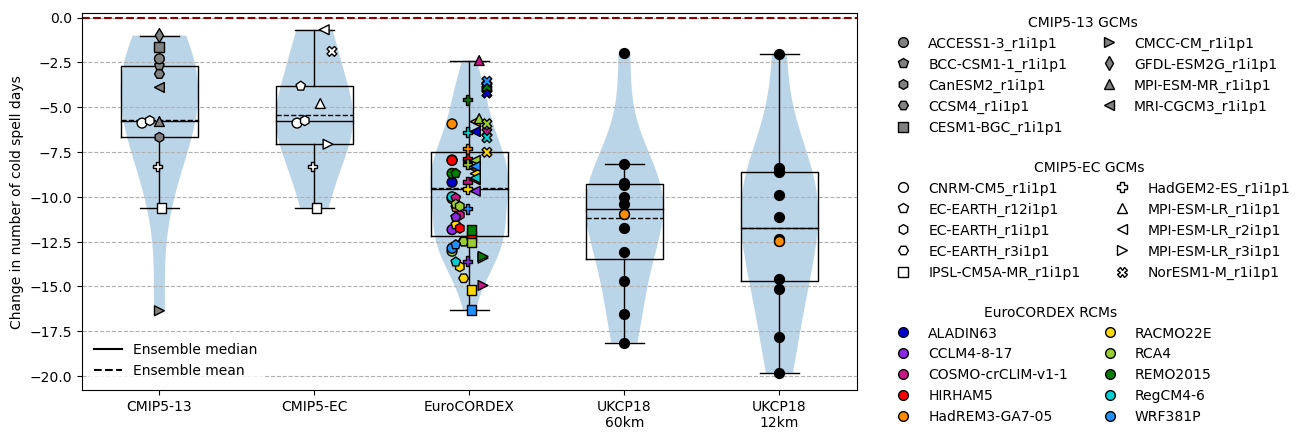 Change in number of cold spell days
0.0
−2.5
−5.0
−7.5
−10.0
−12.5
−15.0
−17.5
−20.0
Ensemble median
Ensemble mean
CMIP5-13
CMIP5-EC
EuroCORDEX
UKCP18
60km
UKCP18
12km
CMIP5-13 GCMs
ACCESS1-3_r1i1p1
BCC-CSM1-1_r1i1p1
CanESM2_r1i1p1
CCSM4_r1i1p1
CESM1-BGC_r1i1p1
CMCC-CM_r1i1p1
GFDL-ESM2G_r1i1p1
MPI-ESM-MR_r1i1p1
MRI-CGCM3_r1i1p1
CMIP5-EC GCMs
CNRM-CM5_r1i1p1
EC-EARTH_r12i1p1
EC-EARTH_r1i1p1
EC-EARTH_r3i1p1
IPSL-CM5A-MR_r1i1p1
HadGEM2-ES_r1i1p1
MPI-ESM-LR_r1i1p1
MPI-ESM-LR_r2i1p1
MPI-ESM-LR_r3i1p1
NorESM1-M_r1i1p1
EuroCORDEX RCMs
ALADIN63
CCLM4-8-17
COSMO-crCLIM-v1-1
HIRHAM5
HadREM3-GA7-05
RACMO22E
RCA4
REMO2015
RegCM4-6
WRF381P